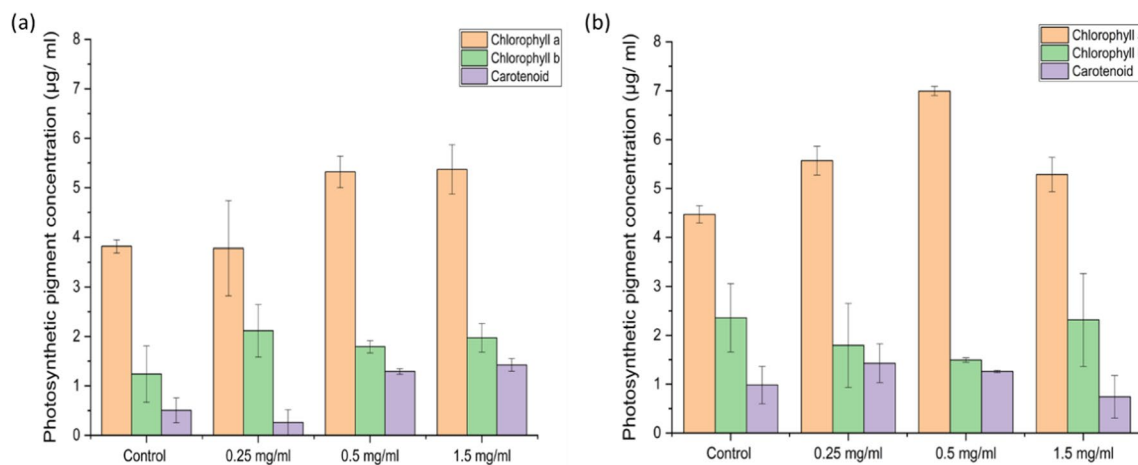 (a)
Photosynthetic pigment concentration (µg/ ml)
8
7
6
5
4
3
2
1
0
Chlorophyll a
Chlorophyll b
Carotenoid
Control 0.25 mg/ml 0.5 mg/ml 1.5 mg/ml
(b)
Photosynthetic pigment concentration (µg/ ml)
8
7
6
5
4
3
2
1
0
Chlorophyll
Chlorophyll
Carotenoid
Control 0.25 mg/ml 0.5 mg/ml 1.5 mg/ml